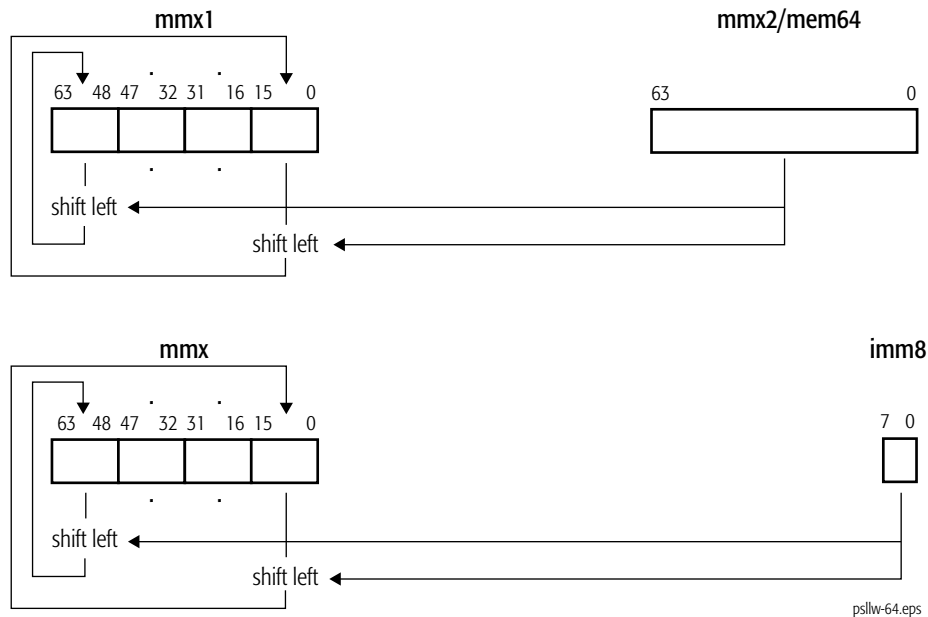 mmx1 mmx2/mem64
. .
63 48 47 32 31 16 15 0 63 0
. .
shift left
shift left
mmx imm8
. .
63 48 47 32 31 16 15 0 7 0
. .
shift left
shift left
psllw-64.eps